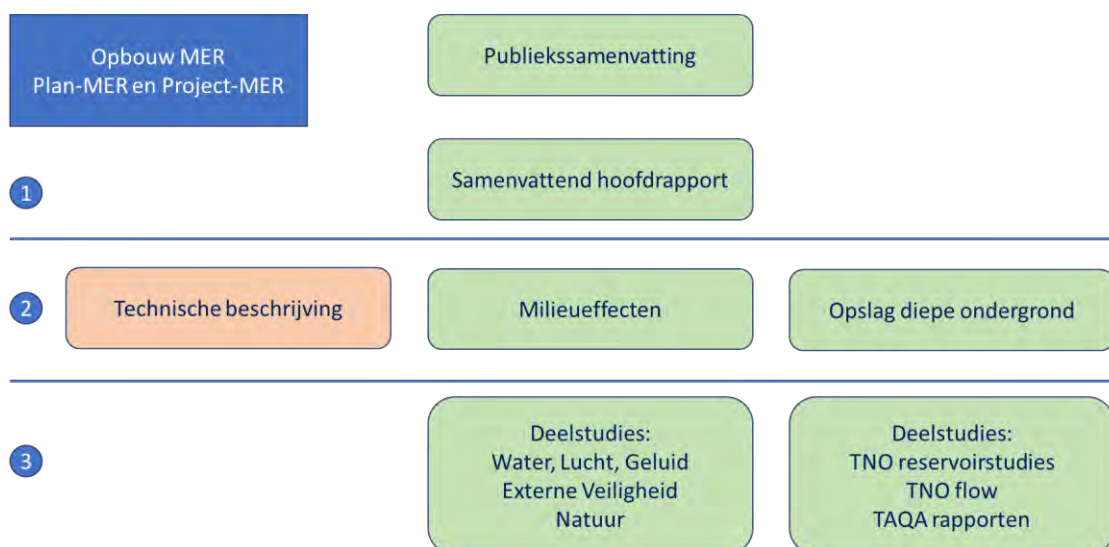 Opbouw MER
Plan-MER en Project-MER
Publiekssamenvatting
1
Samenvattend hoofdrapport
2
Technische beschrijving
Milieueffecten
Opslag diepe ondergrond
3
Deelstudies:
Water, Lucht, Geluid
Externe Veiligheid
Natuur
Deelstudies:
TNO reservoirstudies
TNO flow
TAQA rapporten